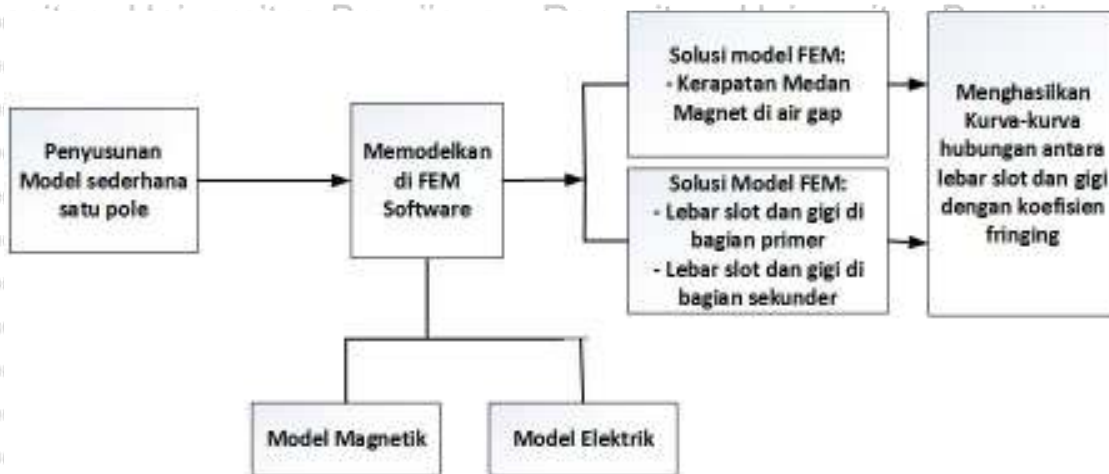 Penyusunan
Model sederhana
satu pole
Memodelkan
di FEM
Software
Solusi model FEM:
- Kerapatan Medan
Magnet di air gap
Solusi Model FEM:
- Lebar slot dan gigi di
bagian primer
- Lebar slot dan gigi di
bagian sekunder
Menghasilkan
Kurva-kurva
hubungan antara
lebar slot dan gigi
dengan koefisien
fringing
Model Magnetik
Model Elektrik